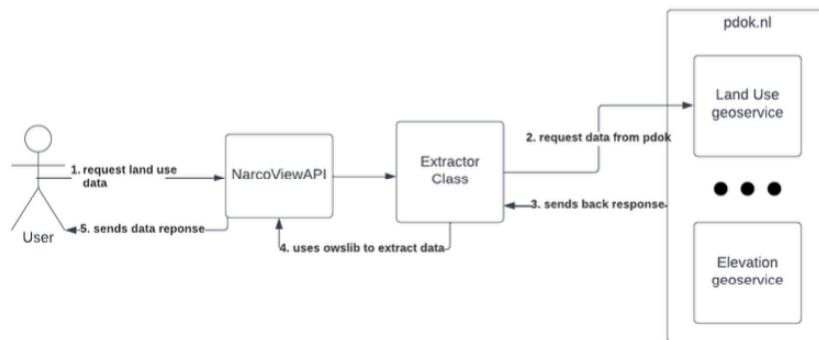 pdok.nl
Land Use
geoservice
2. request data from pdok
1. request land use
data
NarcoViewAPI
Extractor
Class
3. sends back response
User
5. sends data reponse
4. uses owslib to extract data
Elevation
geoservice